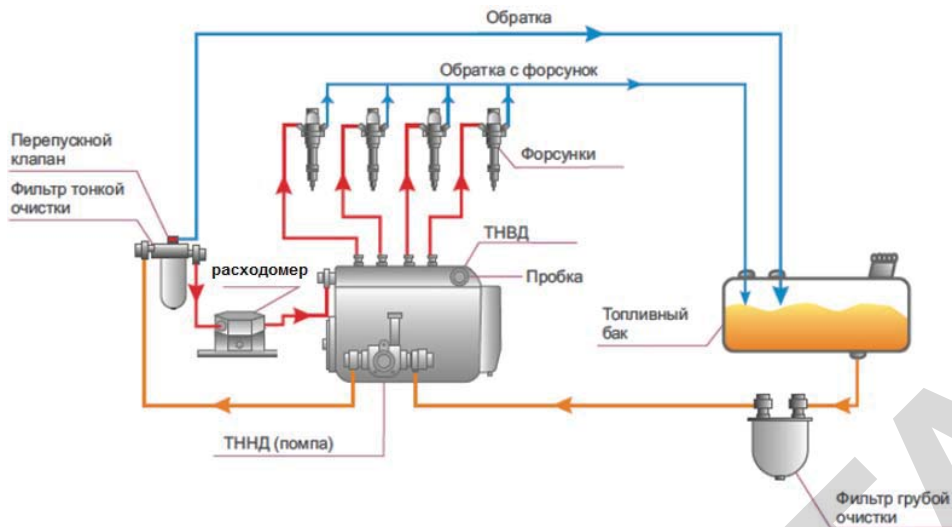 Обратка
Обратка с форсунок
Перепускной
клапан
Форсунки
Фильтр тонкой
очистки
ТНВД
расходомер
Пробка
Топливный
бак
ТННД (помпа)
Фильтр грубой
очистки